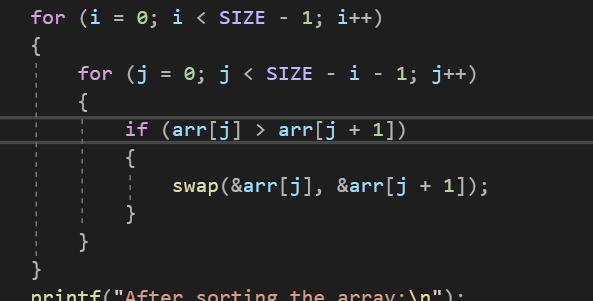 for (i = 0; i < SIZE - 1; i++)
{
for (j = 0; j < SIZE - i - 1; j++)
{
if (arr[j] > arr[j + 1])
{
swap(&arr[j], &arr[j + 1]);
}
}
}
printf("After sorting the array:\n");